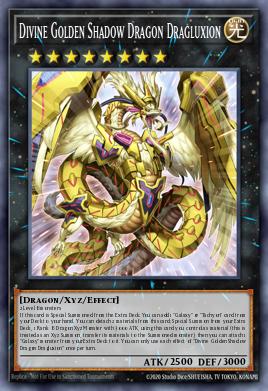 Divine Golden Shadow Dragon Dragluxion
光
[Dragon/Xyz/Effect]
2 Level 8 monsters
If this card is Special Summoned from the Extra Deck: You can add 1 "Galaxy" or "Tachyon" card from
your Deck to your hand. You can detach 2 materials from this card; Special Summon from your Extra
Deck, 1 Rank 8 Dragon Xyz Monster with 3000 ATK, using this card you control as material (this is
treated as an Xyz Summon, transfer its materials to the Summoned monster), then you can attach 1
"Galaxy" monster from your Extra Deck to it. You can only use each effect of "Divine Golden Shadow
Dragon Dragluxion" once per turn.
ATK/2500 DEF/3000
Replica - Not For Use in Sanctioned Tournaments
©2020 Studio Dice/SHUEISHA, TV TOKYO, KONAMI